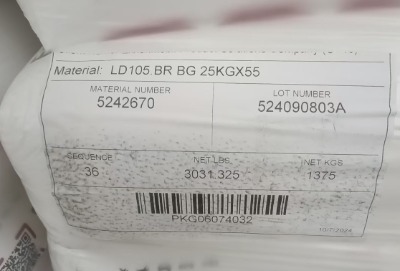 Material: LD105.BR BG 25KGX55
MATERIAL NUMBER LOT NUMBER
5242670 524090803A
SEQUENCE NET LBS NET KGS
36 3031.325 1375
PKG06074032